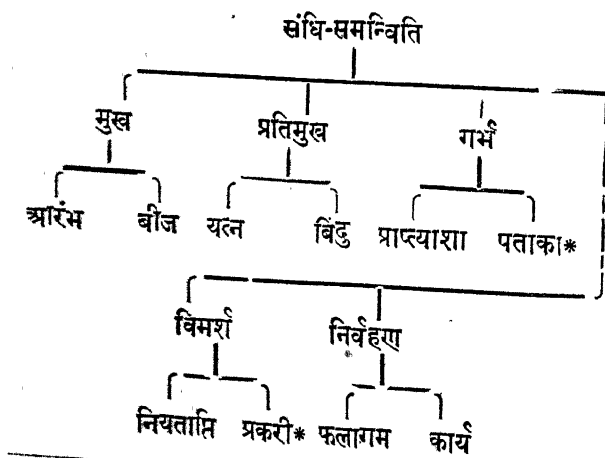 संधि-समन्विति
मुख प्रतिमुख गर्भ
आरंभ बीज यत्न बिंदु प्राप्त्याशा पताका*
विमर्श निर्वहण
नियताप्ति प्रकरी* फलागम कार्य